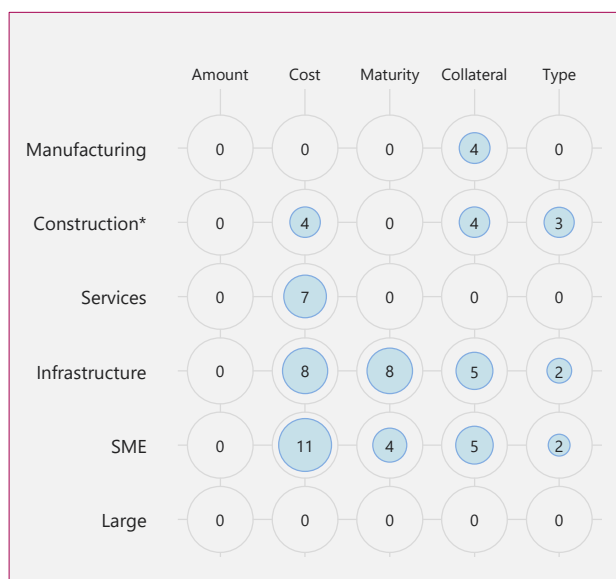 Amount Cost Maturity Collateral Type
Manufacturing 0 0 0 4 0
Construction* 0 4 0 4 3
Services 0 7 0 0 0
Infrastructure 0 8 8 5 2
SME 0 11 4 5 2
Large 0 0 0 0 0